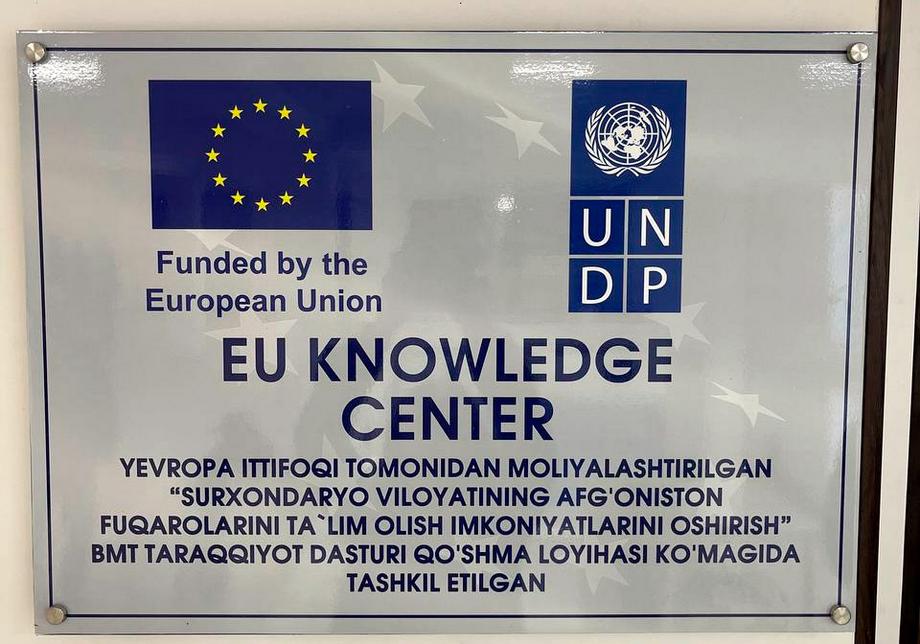 Funded by the
European Union
UN
DP
EU KNOWLEDGE
CENTER
YEVROPA ITTIFOQI TOMONIDAN MOLIYALASHTIRILGAN
“SURXONDARYO VILOYATINING AFG'ONISTON
FUQAROLARINI TA`LIM OLISH IMKONIYATLARINI OSHIRISH”
BMT TARAQQIYOT DASTURI QO'SHMA LOYIHASI KO'MAGIDA
TASHKIL ETILGAN